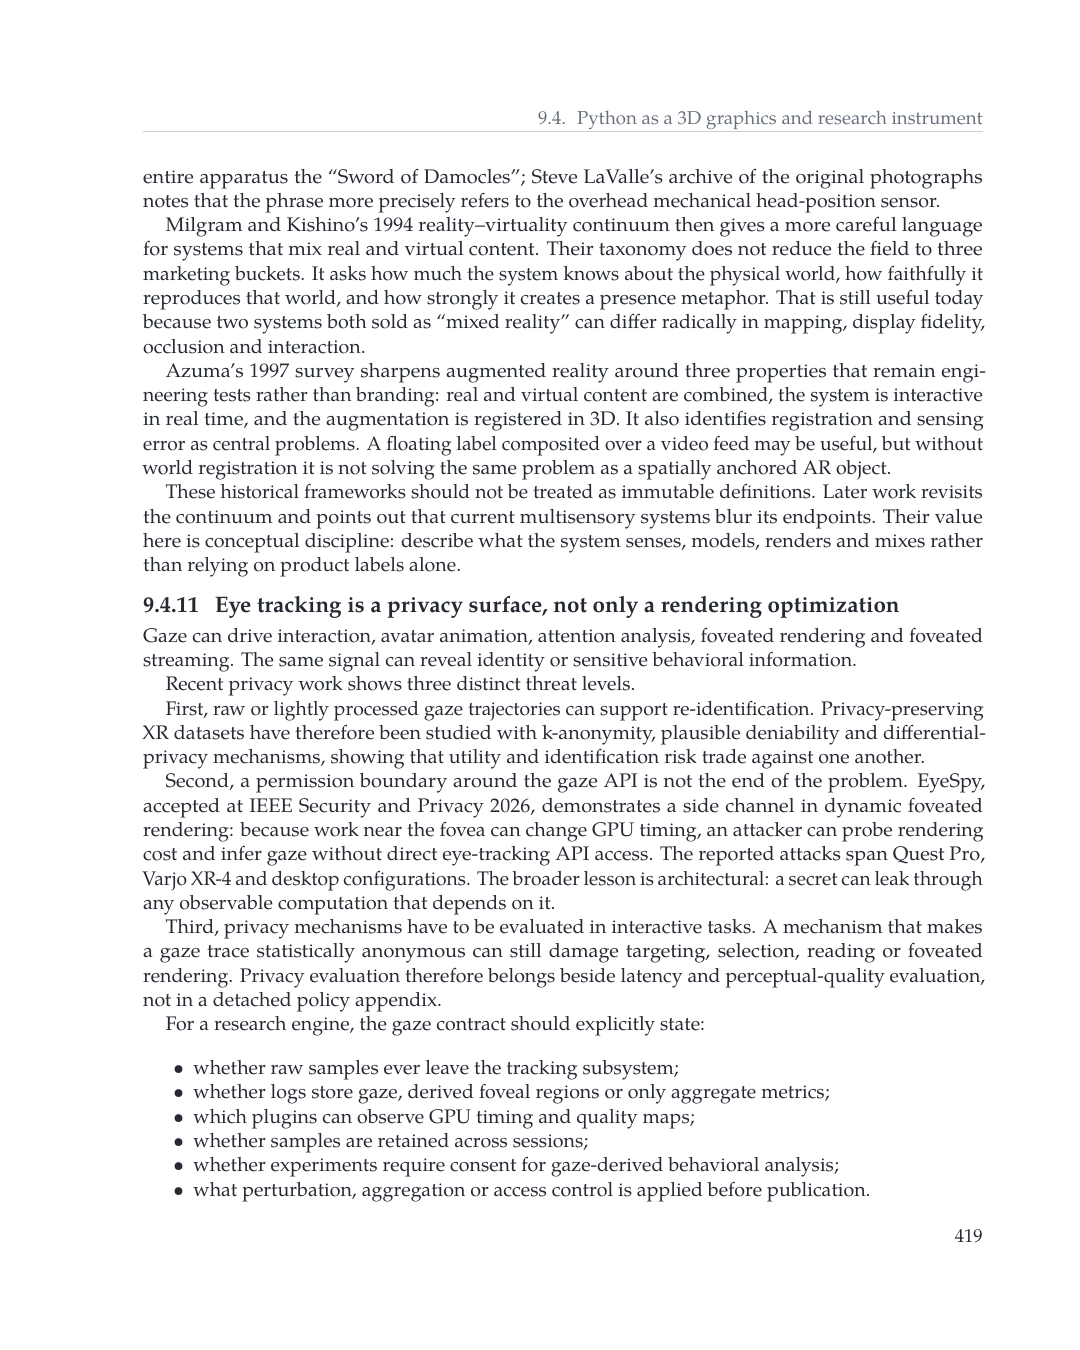 9.4. Python as a 3D graphics and research instrument
entire apparatus the “Sword of Damocles”; Steve LaValle’s archive of the original photographs
notes that the phrase more precisely refers to the overhead mechanical head-position sensor.
Milgram and Kishino’s 1994 reality–virtuality continuum then gives a more careful language
for systems that mix real and virtual content. Their taxonomy does not reduce the field to three
marketing buckets. It asks how much the system knows about the physical world, how faithfully it
reproduces that world, and how strongly it creates a presence metaphor. That is still useful today
because two systems both sold as “mixed reality” can differ radically in mapping, display fidelity,
occlusion and interaction.
Azuma’s 1997 survey sharpens augmented reality around three properties that remain engi-
neering tests rather than branding: real and virtual content are combined, the system is interactive
in real time, and the augmentation is registered in 3D. It also identifies registration and sensing
error as central problems. A floating label composited over a video feed may be useful, but without
world registration it is not solving the same problem as a spatially anchored AR object.
These historical frameworks should not be treated as immutable definitions. Later work revisits
the continuum and points out that current multisensory systems blur its endpoints. Their value
here is conceptual discipline: describe what the system senses, models, renders and mixes rather
than relying on product labels alone.
9.4.11 Eye tracking is a privacy surface, not only a rendering optimization
Gaze can drive interaction, avatar animation, attention analysis, foveated rendering and foveated
streaming. The same signal can reveal identity or sensitive behavioral information.
Recent privacy work shows three distinct threat levels.
First, raw or lightly processed gaze trajectories can support re-identification. Privacy-preserving
XR datasets have therefore been studied with k-anonymity, plausible deniability and differential-
privacy mechanisms, showing that utility and identification risk trade against one another.
Second, a permission boundary around the gaze API is not the end of the problem. EyeSpy,
accepted at IEEE Security and Privacy 2026, demonstrates a side channel in dynamic foveated
rendering: because work near the fovea can change GPU timing, an attacker can probe rendering
cost and infer gaze without direct eye-tracking API access. The reported attacks span Quest Pro,
Varjo XR-4 and desktop configurations. The broader lesson is architectural: a secret can leak through
any observable computation that depends on it.
Third, privacy mechanisms have to be evaluated in interactive tasks. A mechanism that makes
a gaze trace statistically anonymous can still damage targeting, selection, reading or foveated
rendering. Privacy evaluation therefore belongs beside latency and perceptual-quality evaluation,
not in a detached policy appendix.
For a research engine, the gaze contract should explicitly state:
• whether raw samples ever leave the tracking subsystem;
• whether logs store gaze, derived foveal regions or only aggregate metrics;
• which plugins can observe GPU timing and quality maps;
• whether samples are retained across sessions;
• whether experiments require consent for gaze-derived behavioral analysis;
• what perturbation, aggregation or access control is applied before publication.
419